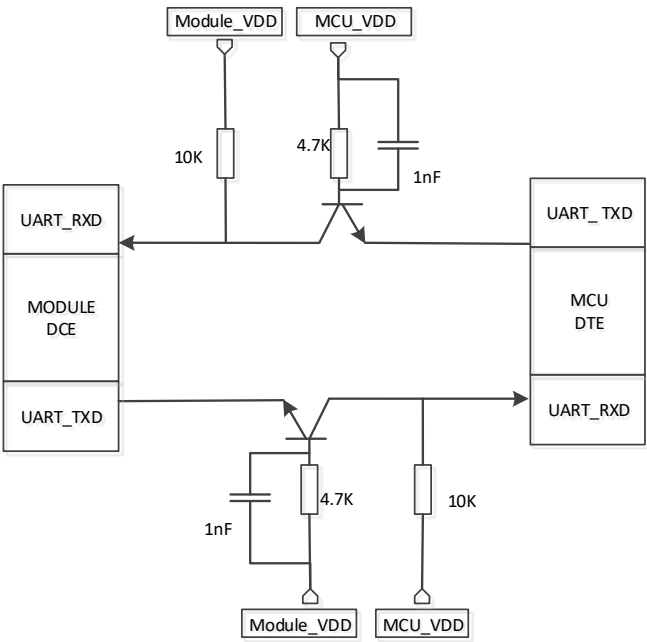 Module_VDD
MCU_VDD
10K
4.7K
1nF
UART_RXD
UART_ TXD
MODULE
DCE
MCU
DTE
UART_TXD
UART_RXD
1nF
4.7K
10K
Module_VDD
MCU_VDD